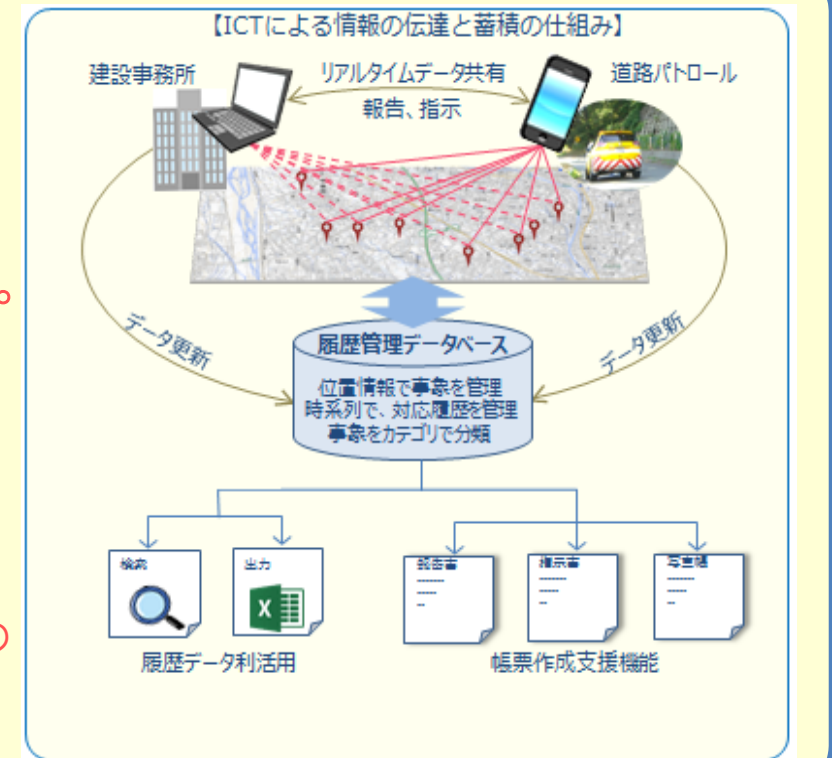 【ICTによる情報の伝達と蓄積の仕組み】
建設事務所
リアルタイムデータ共有
道路パトロール
報告、指示
データ更新
データ更新
履歴管理データベース
位置情報で事象を管理
時系列で、対応履歴を管理
事象をカテゴリで分類
検索
出力
報告書
指示書
写真帳
履歴データ利活用
帳票作成支援機能